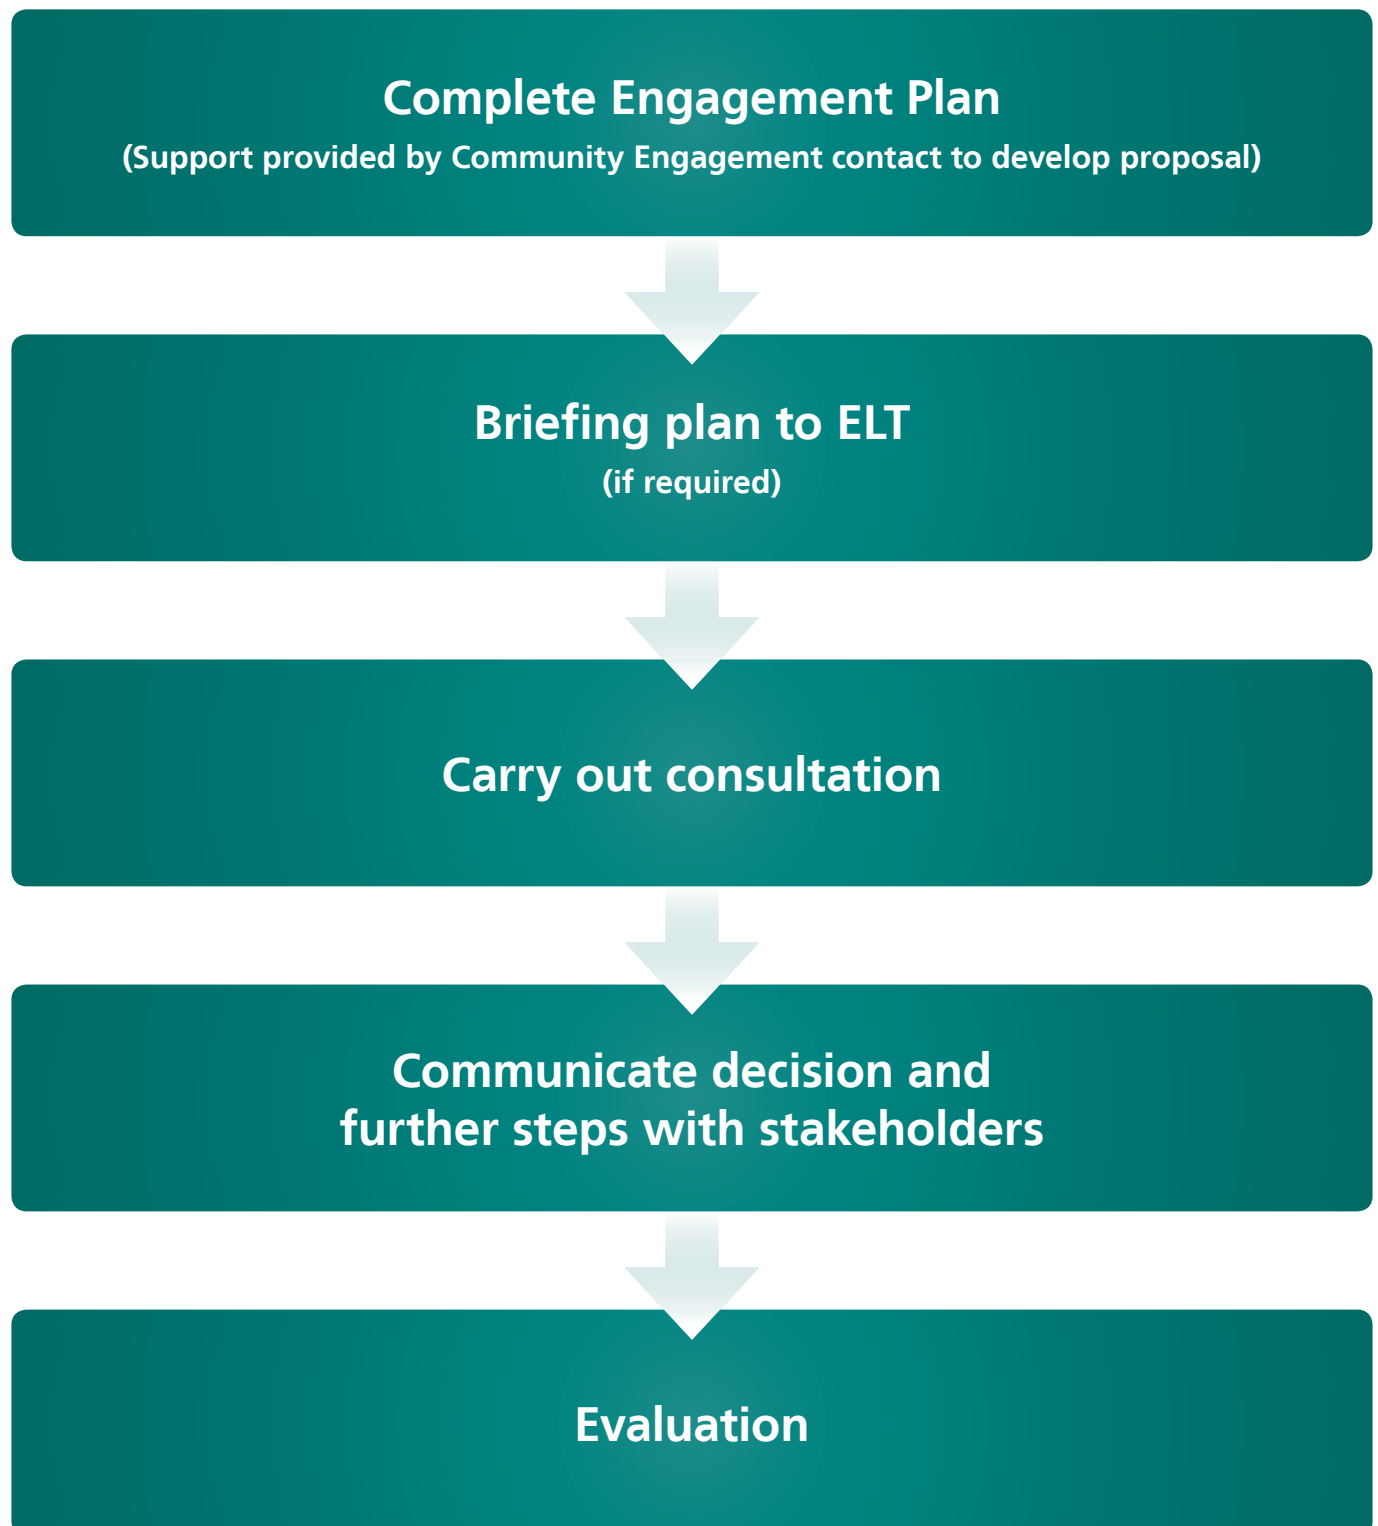 Complete Engagement Plan
(Support provided by Community Engagement contact to develop proposal)
Briefing plan to ELT
(if required)
Carry out consultation
Communicate decision and
further steps with stakeholders
Evaluation